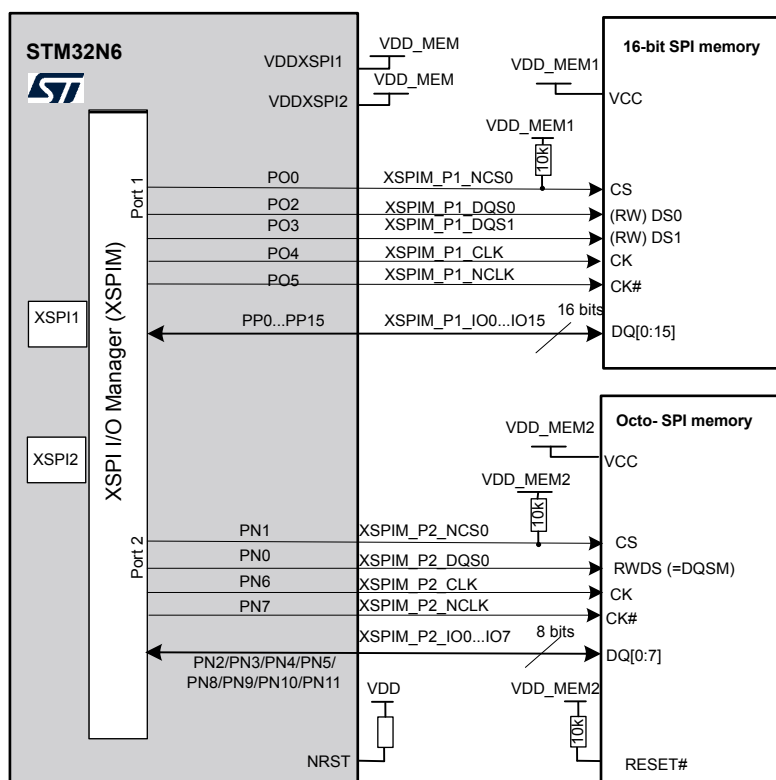 STM32N6
ST
VDDXSPI1
VDD_MEM
VDDXSPI2
VDD_MEM
16-bit SPI memory
VDD_MEM1
VCC
VDD_MEM1
10k
Port 1
PO0
XSPIM_P1_NCS0
CS
PO2
XSPIM_P1_DQS0
(RW) DS0
PO3
XSPIM_P1_DQS1
(RW) DS1
PO4
XSPIM_P1_CLK
CK
PO5
XSPIM_P1_NCLK
CK#
XSPI1
XSPI I/O Manager (XSPIM)
PP0...PP15
XSPIM_P1_IO0...IO15
16 bits
DQ[0:15]
XSPI2
Octo- SPI memory
VDD_MEM2
VCC
VDD_MEM2
10k
Port 2
PN1
XSPIM_P2_NCS0
CS
PN0
XSPIM_P2_DQS0
RWDS (=DQSM)
PN6
XSPIM_P2_CLK
CK
PN7
XSPIM_P2_NCLK
CK#
XSPIM_P2_IO0...IO7
8 bits
DQ[0:7]
PN2/PN3/PN4/PN5/
PN8/PN9/PN10/PN11
VDD
NRST
VDD_MEM2
10k
RESET#